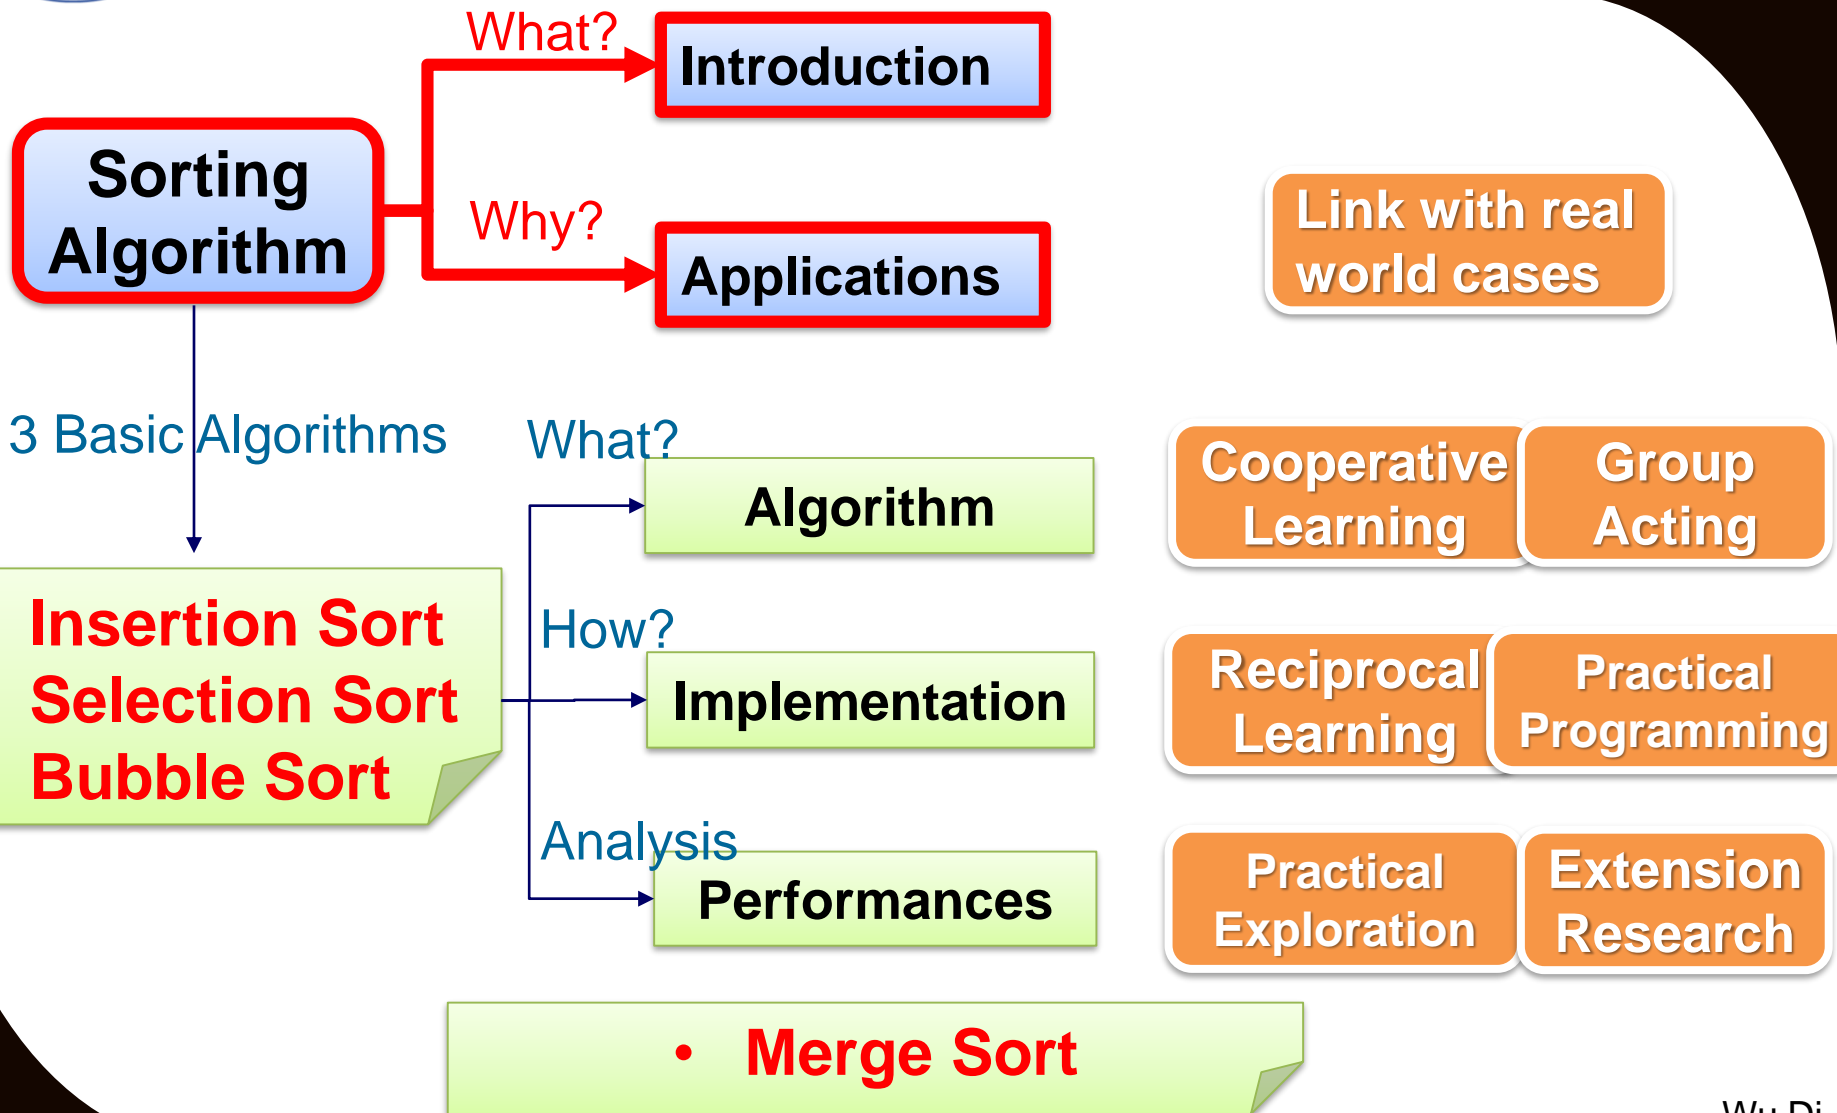 What?
Introduction
Sorting
Algorithm
Why?
Applications
Link with real
world cases
3 Basic Algorithms
What?
Algorithm
Cooperative
Learning
Group
Acting
Insertion Sort
Selection Sort
Bubble Sort
How?
Implementation
Reciprocal
Learning
Practical
Programming
Analysis
Performances
Practical
Exploration
Extension
Research
• Merge Sort
Wu Di